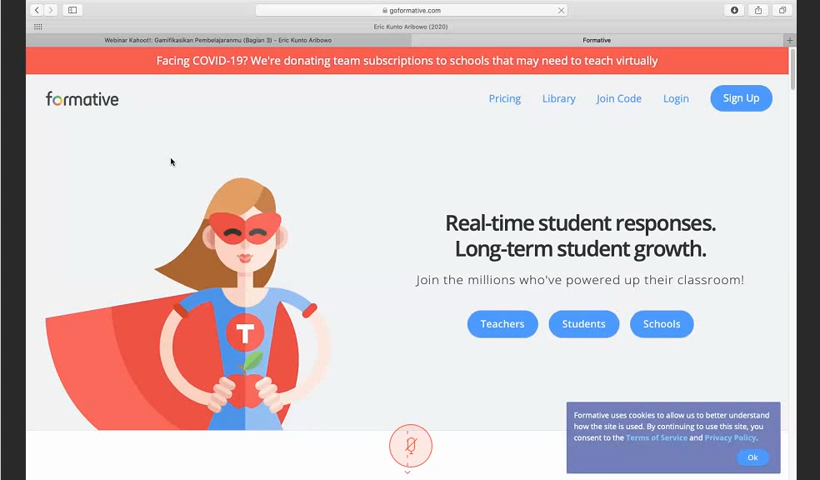 goformative.com
Eric Kunto Aribowo (2020)
Webinar Kahoot!: Gamifikasikan Pembelajaranmu (Bagian 3) – Eric Kunto Aribowo
Formative
Facing COVID-19? We're donating team subscriptions to schools that may need to teach virtually
formative
Pricing
Library
Join Code
Login
Sign Up
Real-time student responses.
Long-term student growth.
Join the millions who've powered up their classroom!
Teachers
Students
Schools
T
Formative uses cookies to allow us to better understand
how the site is used. By continuing to use this site, you
consent to the Terms of Service and Privacy Policy.
Ok